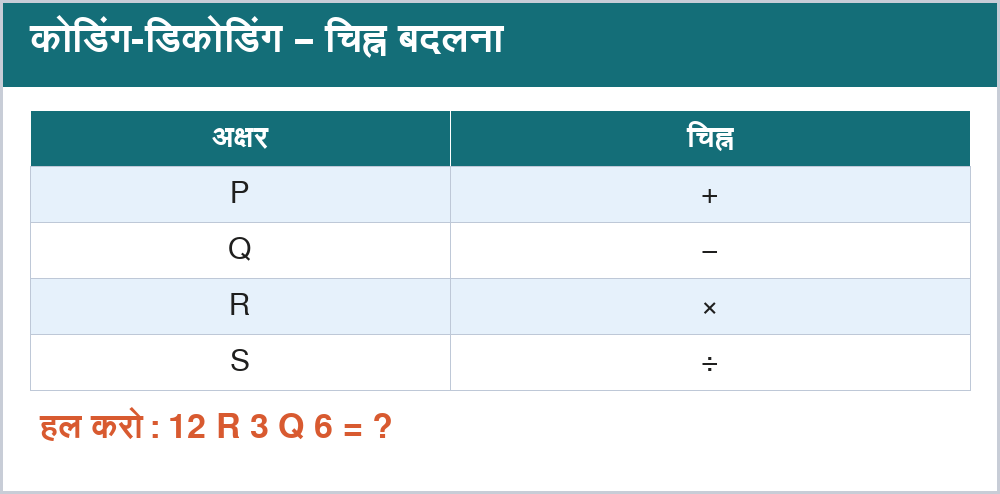 कोडिंग-डिकोडिंग – चिह्न बदलना
अक्षर चिह्न
P +
Q –
R ×
S ÷
हल करो : 12 R 3 Q 6 = ?